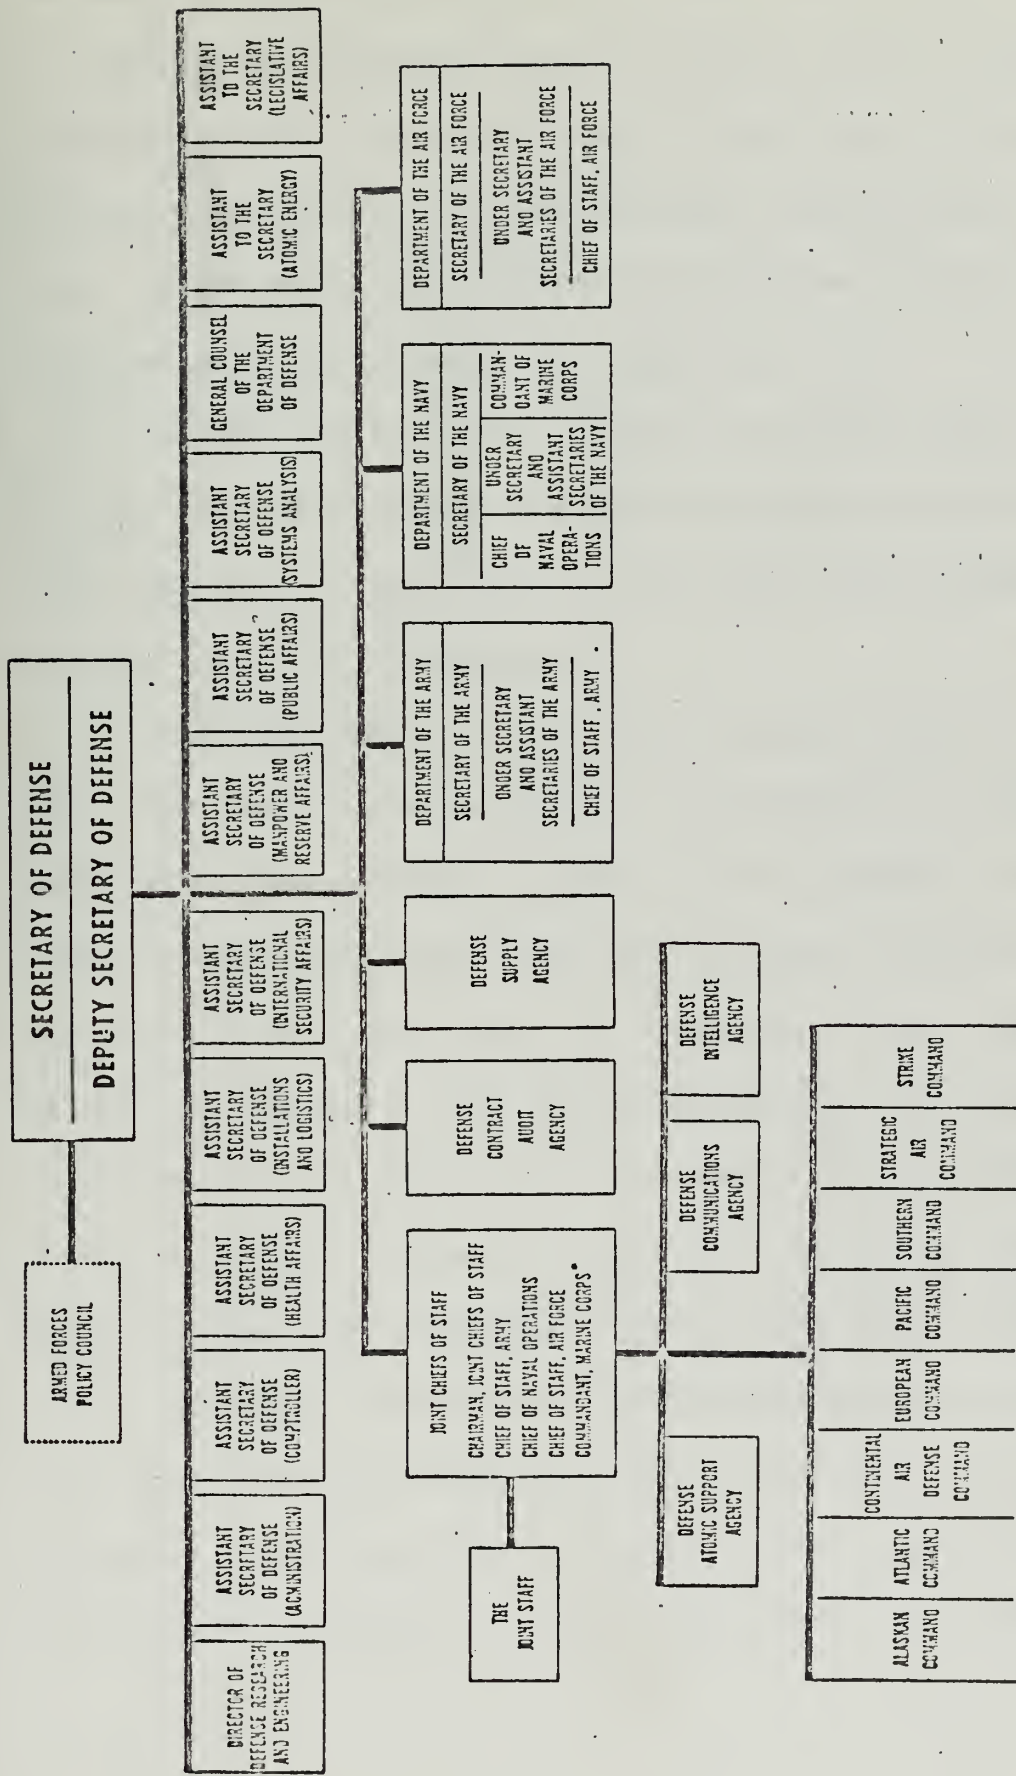 SECRETARY OF DEFENSE
DEPUTY SECRETARY OF DEFENSE
ARMED FORCES
POLICY COUNCIL
DIRECTOR OF
DEFENSE RESEARCH
AND ENGINEERING
ASSISTANT
SECRETARY
OF DEFENSE
(ADMINISTRATION)
ASSISTANT
SECRETARY
OF DEFENSE
(COMPTROLLER)
ASSISTANT
SECRETARY
OF DEFENSE
(HEALTH AFFAIRS)
ASSISTANT
SECRETARY
OF DEFENSE
(INSTALLATIONS
AND LOGISTICS)
ASSISTANT
SECRETARY
OF DEFENSE
(INTERNATIONAL
SECURITY AFFAIRS)
ASSISTANT
SECRETARY
OF DEFENSE
(MANPOWER AND
RESERVE AFFAIRS)
ASSISTANT
SECRETARY
OF DEFENSE
(PUBLIC AFFAIRS)
ASSISTANT
SECRETARY
OF DEFENSE
(SYSTEMS ANALYSIS)
GENERAL COUNSEL
OF THE
DEPARTMENT
OF DEFENSE
ASSISTANT
TO THE
SECRETARY
(ATOMIC ENERGY)
ASSISTANT
TO THE
SECRETARY
(LEGISLATIVE
AFFAIRS)
THE
JOINT STAFF
JOINT CHIEFS OF STAFF
CHAIRMAN, JOINT CHIEFS OF STAFF
CHIEF OF STAFF, ARMY
CHIEF OF NAVAL OPERATIONS
CHIEF OF STAFF, AIR FORCE
COMMANDANT, MARINE CORPS*
DEFENSE
CONTRACT
AUDIT
AGENCY
DEFENSE
SUPPLY
AGENCY
DEPARTMENT OF THE ARMY
SECRETARY OF THE ARMY
UNDER SECRETARY
AND ASSISTANT
SECRETARIES OF THE ARMY
CHIEF OF STAFF, ARMY
DEPARTMENT OF THE NAVY
SECRETARY OF THE NAVY
CHIEF
OF
NAVAL
OPERA-
TIONS
UNDER
SECRETARY
AND
ASSISTANT
SECRETARIES
OF THE NAVY
COMMAN-
DANT OF
MARINE
CORPS
DEPARTMENT OF THE AIR FORCE
SECRETARY OF THE AIR FORCE
UNDER SECRETARY
AND ASSISTANT
SECRETARIES OF THE AIR FORCE
CHIEF OF STAFF, AIR FORCE
DEFENSE
ATOMIC SUPPORT
AGENCY
DEFENSE
COMMUNICATIONS
AGENCY
DEFENSE
INTELLIGENCE
AGENCY
ALASKAN
COMMAND
ATLANTIC
COMMAND
CONTINENTAL
AIR
DEFENSE
COMMAND
EUROPEAN
COMMAND
PACIFIC
COMMAND
SOUTHERN
COMMAND
STRATEGIC
AIR
COMMAND
STRIKE
COMMAND